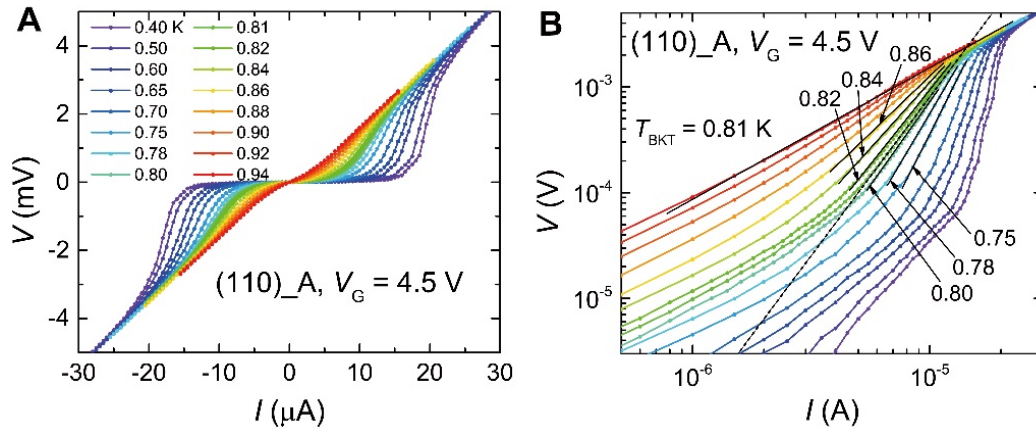 A
0.40 K
0.50
0.60
0.65
0.70
0.75
0.78
0.80
0.81
0.82
0.84
0.86
0.88
0.90
0.92
0.94
(110)_A, V_G = 4.5 V
V (mV)
4
2
0
-2
-4
-30 -20 -10 0 10 20 30
I (μA)
B
(110)_A, V_G = 4.5 V
0.86
0.84
0.82
T_BKT = 0.81 K
0.75
0.78
0.80
V (V)
10^-3
10^-4
10^-5
10^-6 10^-5
I (A)